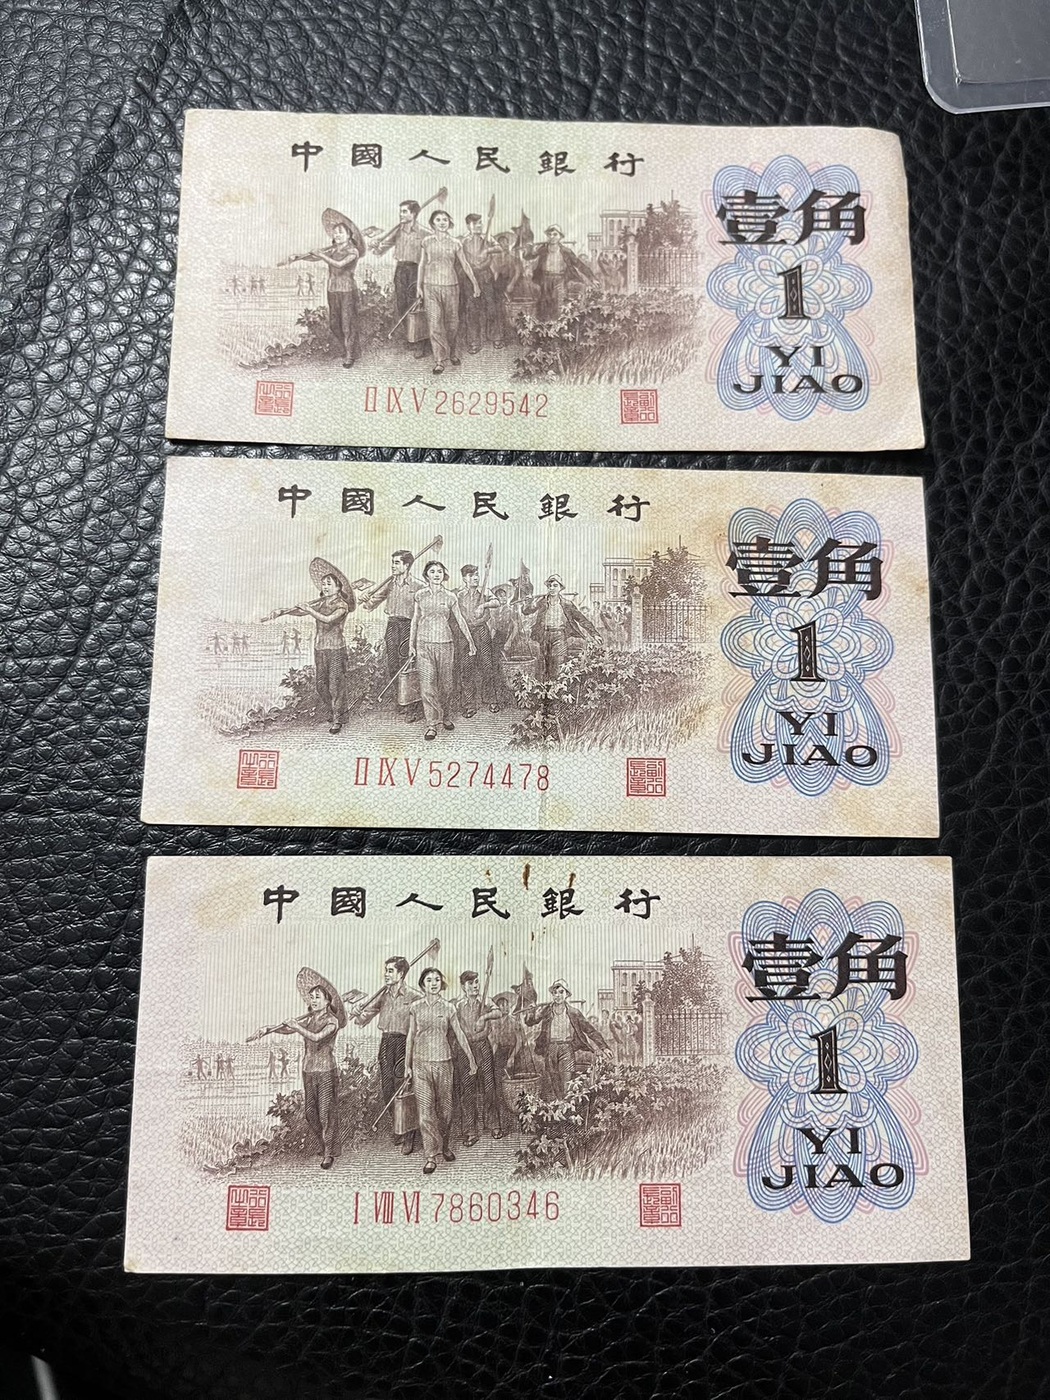 中國人民銀行
壹角
1
YI
JIAO
ⅡⅨⅤ2629542
中國人民銀行
壹角
1
YI
JIAO
ⅡⅨⅤ5274478
中國人民銀行
壹角
1
YI
JIAO
ⅠⅧⅥ7860346